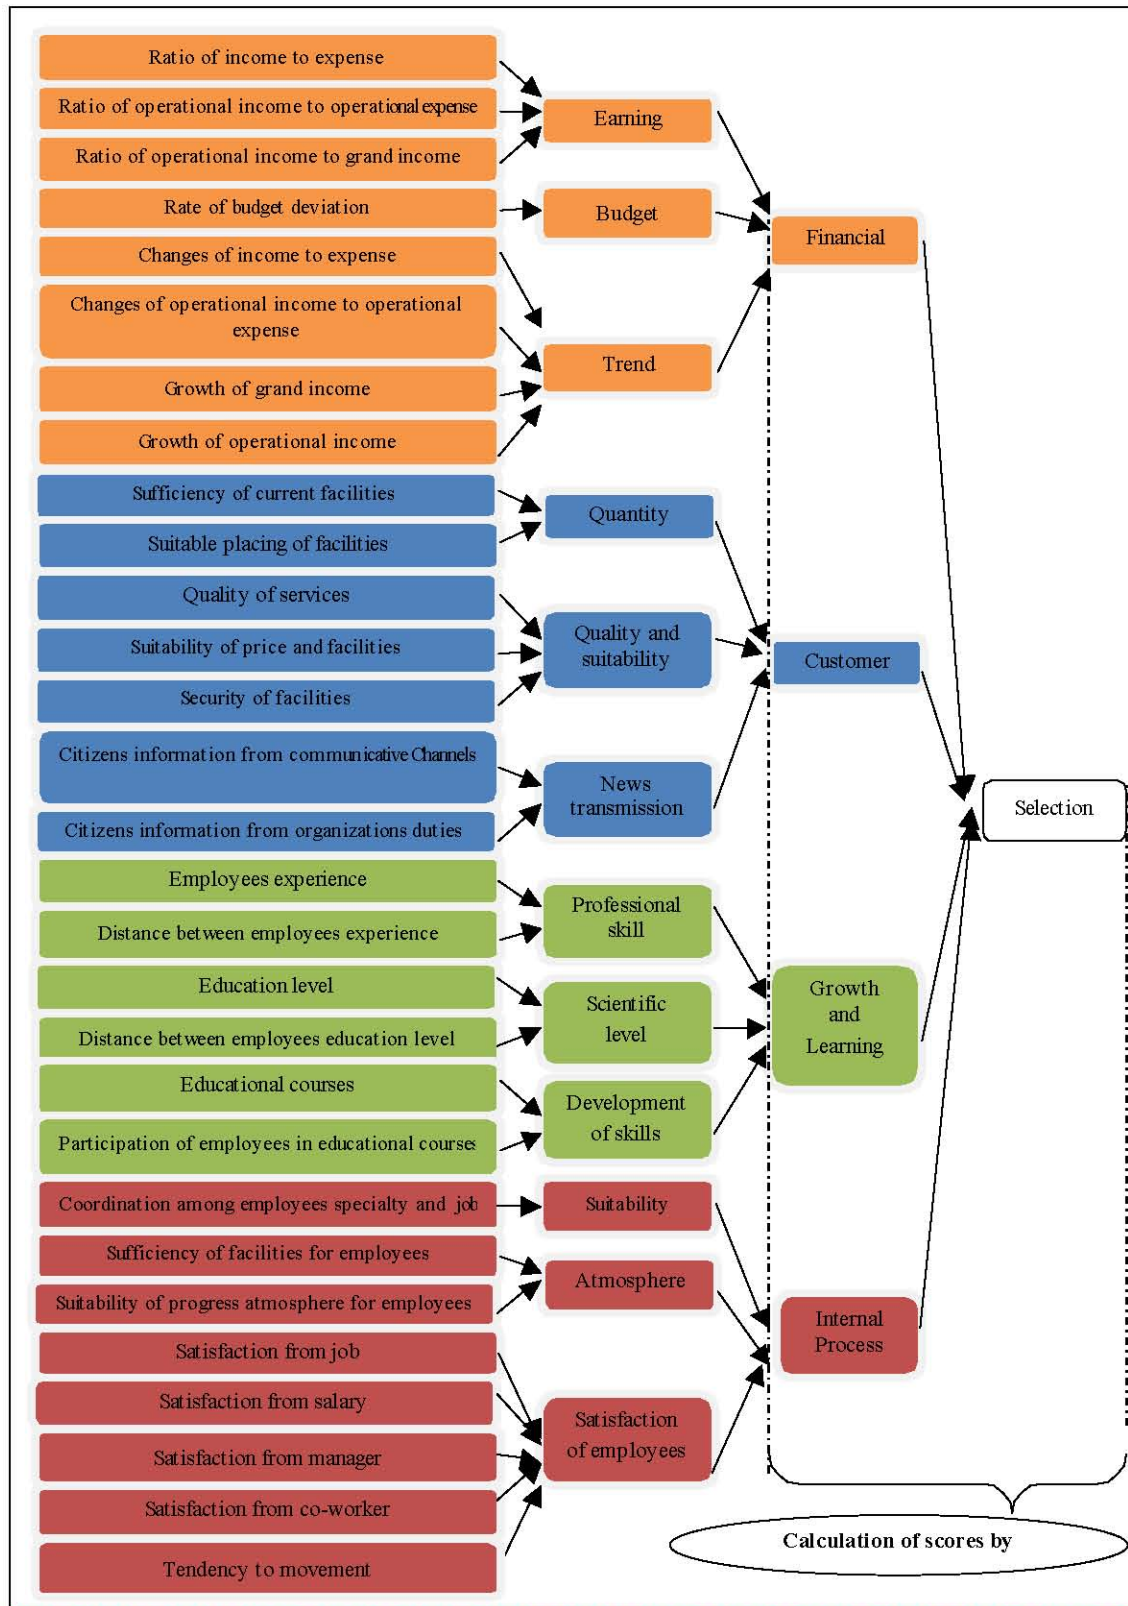 Ratio of income to expense
Ratio of operational income to operational expense
Ratio of operational income to grand income
Rate of budget deviation
Changes of income to expense
Changes of operational income to operational
expense
Growth of grand income
Growth of operational income
Sufficiency of current facilities
Suitable placing of facilities
Quality of services
Suitability of price and facilities
Security of facilities
Citizens information from communicative Channels
Citizens information from organizations duties
Employees experience
Distance between employees experience
Education level
Distance between employees education level
Educational courses
Participation of employees in educational courses
Coordination among employees specialty and job
Sufficiency of facilities for employees
Suitability of progress atmosphere for employees
Satisfaction from job
Satisfaction from salary
Satisfaction from manager
Satisfaction from co-worker
Tendency to movement
Earning
Budget
Trend
Quantity
Quality and
suitability
News
transmission
Professional
skill
Scientific
level
Development
of skills
Suitability
Atmosphere
Satisfaction
of employees
Financial
Customer
Growth
and
Learning
Internal
Process
Selection
Calculation of scores by